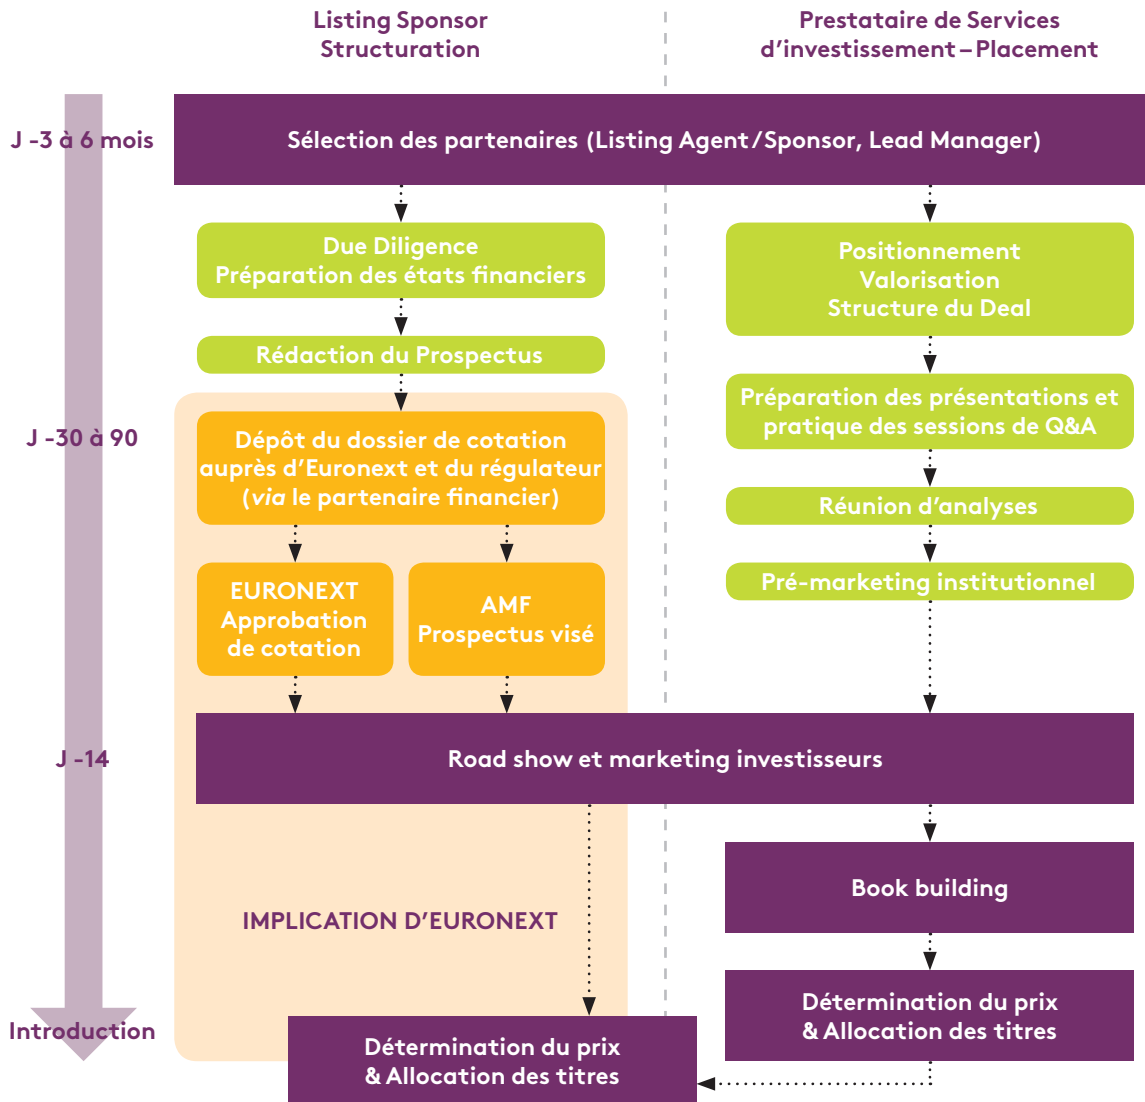 Listing Sponsor
Structuration
Prestataire de Services
d’investissement – Placement
J -3 à 6 mois
Sélection des partenaires (Listing Agent / Sponsor, Lead Manager)
Due Diligence
Préparation des états financiers
Positionnement
Valorisation
Structure du Deal
Rédaction du Prospectus
Préparation des présentations et
pratique des sessions de Q&A
J -30 à 90
Dépôt du dossier de cotation
auprès d’Euronext et du régulateur
(via le partenaire financier)
Réunion d’analyses
EURONEXT
Approbation
de cotation
AMF
Prospectus visé
Pré-marketing institutionnel
J -14
Road show et marketing investisseurs
Book building
IMPLICATION D’EURONEXT
Détermination du prix
& Allocation des titres
Introduction
Détermination du prix
& Allocation des titres